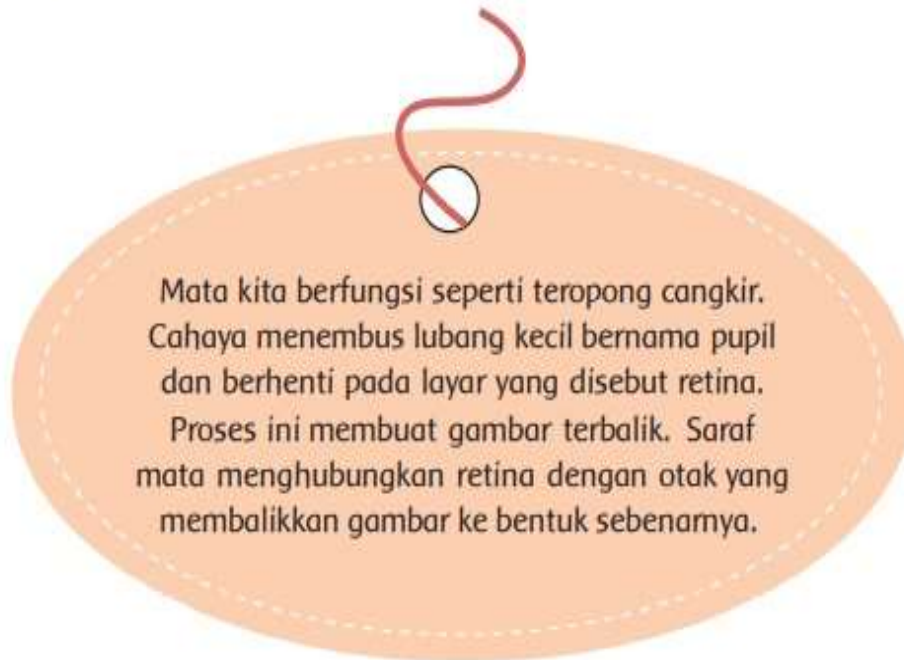 Mata kita berfungsi seperti teropong cangkir.
Cahaya menembus lubang kecil bernama pupil
dan berhenti pada layar yang disebut retina.
Proses ini membuat gambar terbalik. Saraf
mata menghubungkan retina dengan otak yang
membalikkan gambar ke bentuk sebenarnya.